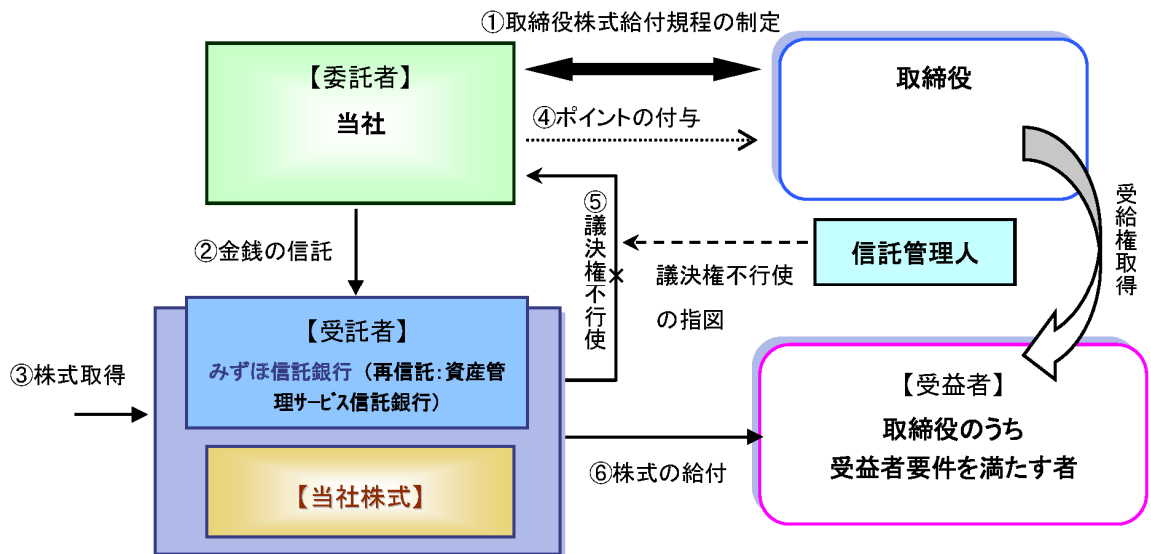 ①取締役株式給付規程の制定
【委託者】
当社
取締役
④ポイントの付与
②金銭の信託
⑤議決権不行使
信託管理人
議決権不行使
の指図
受給権取得
【受託者】
みずほ信託銀行（再信託：資産管
理ｻｰﾋﾞｽ信託銀行）
③株式取得
【当社株式】
⑥株式の給付
【受益者】
取締役のうち
受益者要件を満たす者